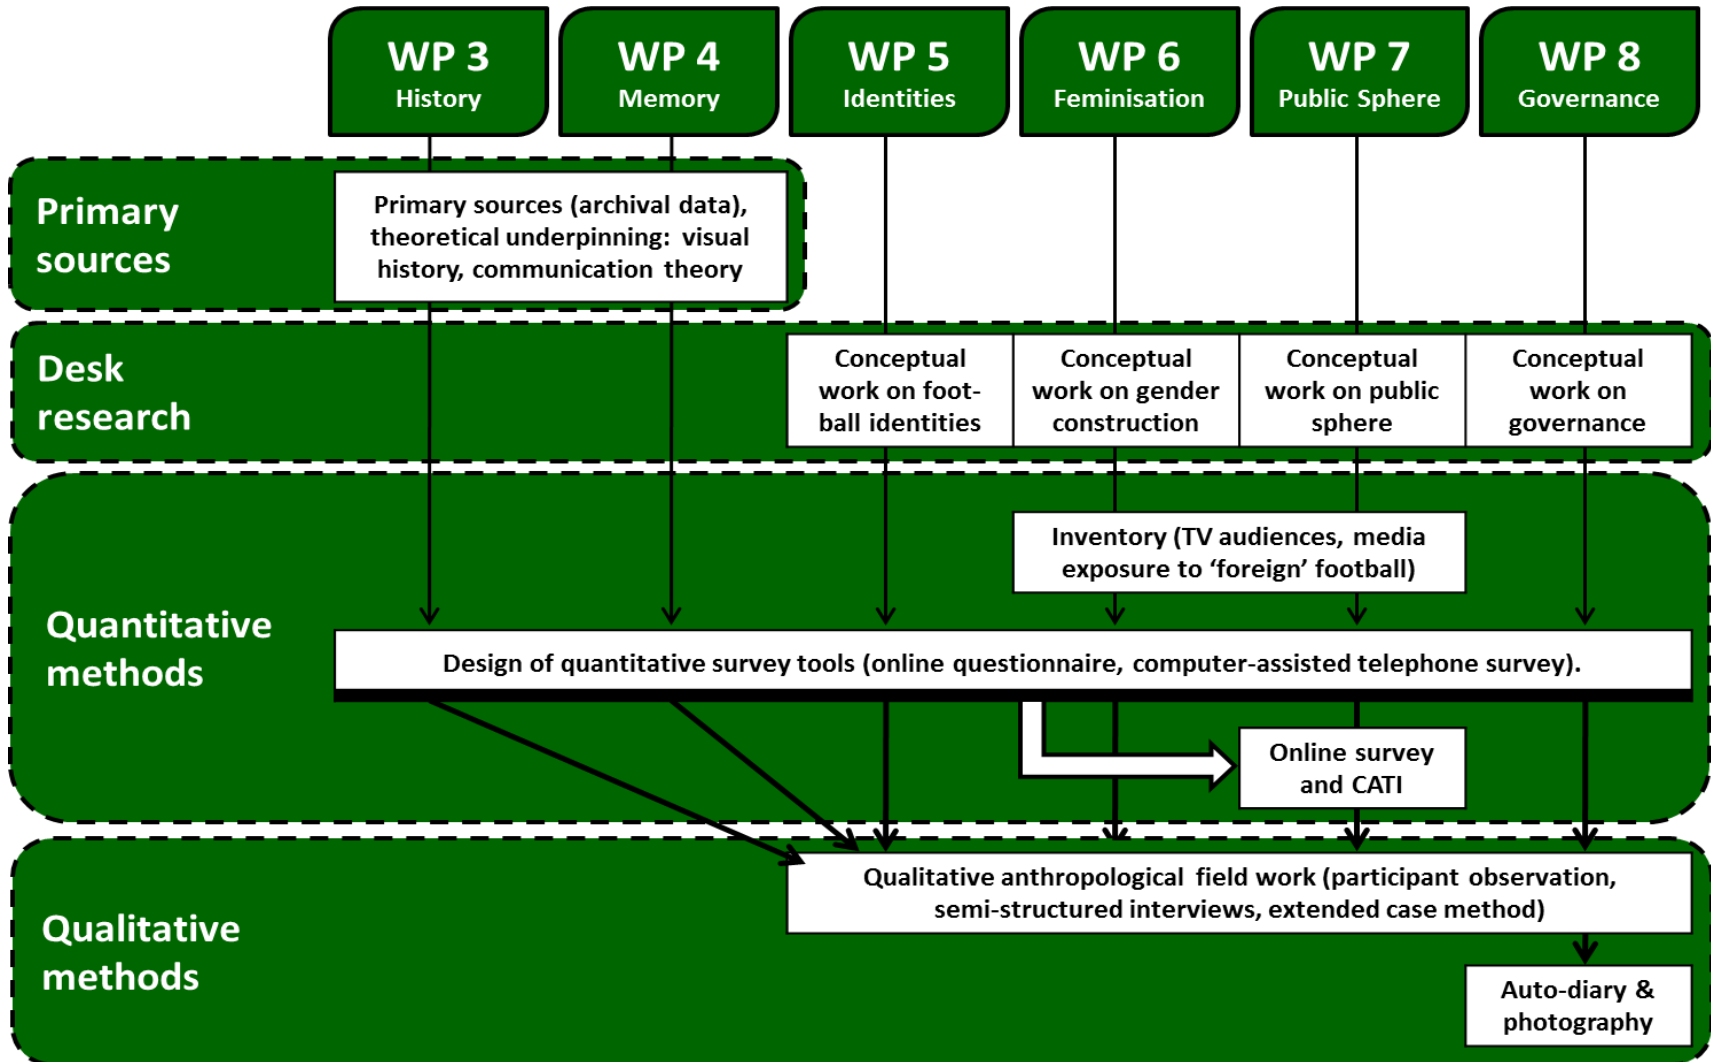 WP 3
History
WP 4
Memory
WP 5
Identities
WP 6
Feminisation
WP 7
Public Sphere
WP 8
Governance
Primary
sources
Primary sources (archival data),
theoretical underpinning: visual
history, communication theory
Desk
research
Conceptual
work on foot-
ball identities
Conceptual
work on gender
construction
Conceptual
work on public
sphere
Conceptual
work on
governance
Quantitative
methods
Inventory (TV audiences, media
exposure to ‘foreign’ football)
Design of quantitative survey tools (online questionnaire, computer-assisted telephone survey).
Online survey
and CATI
Qualitative
methods
Qualitative anthropological field work (participant observation,
semi-structured interviews, extended case method)
Auto-diary &
photography